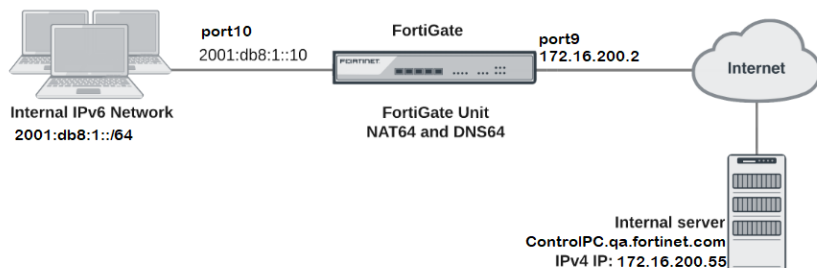 port10
2001:db8:1::10
FortiGate
port9
172.16.200.2
FORTINET
Internet
Internal IPv6 Network
2001:db8:1::/64
FortiGate Unit
NAT64 and DNS64
Internal server
ControlPC.qa.fortinet.com
IPv4 IP: 172.16.200.55